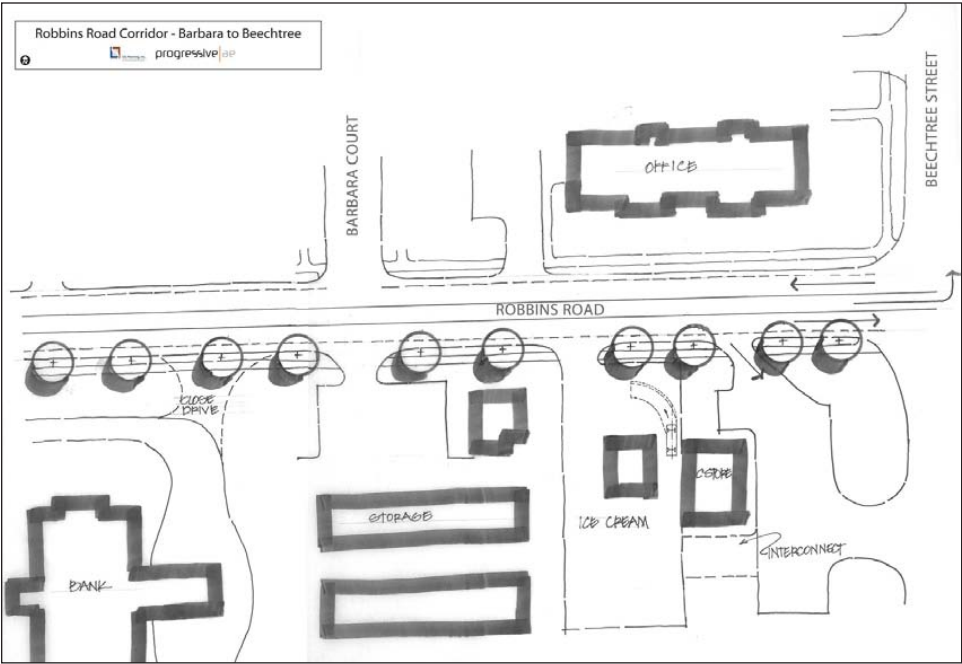 Robbins Road Corridor - Barbara to Beechtree
progressive|ae
BARBARA COURT
BEECHTREE STREET
OFFICE
ROBBINS ROAD
CLOSE
DRIVE
C-STORE
STORAGE
ICE CREAM
INTERCONNECT
BANK